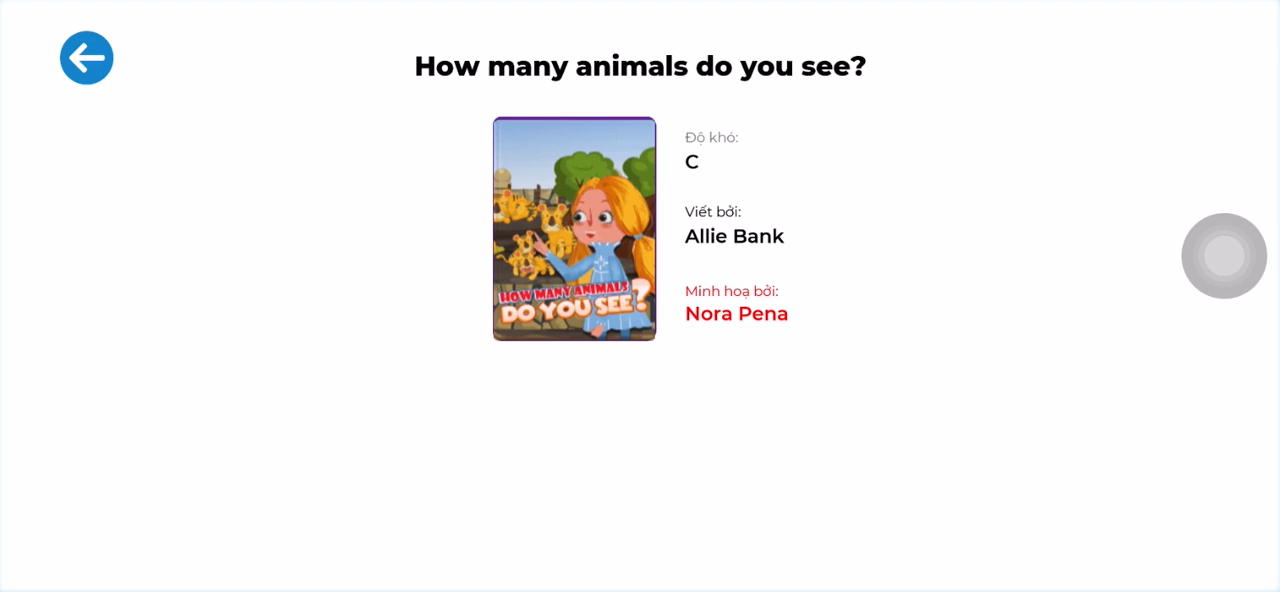 How many animals do you see?
HOW MANY ANIMALS
DO YOU SEE?
Độ khó:
C
Viết bởi:
Allie Bank
Minh hoạ bởi:
Nora Pena